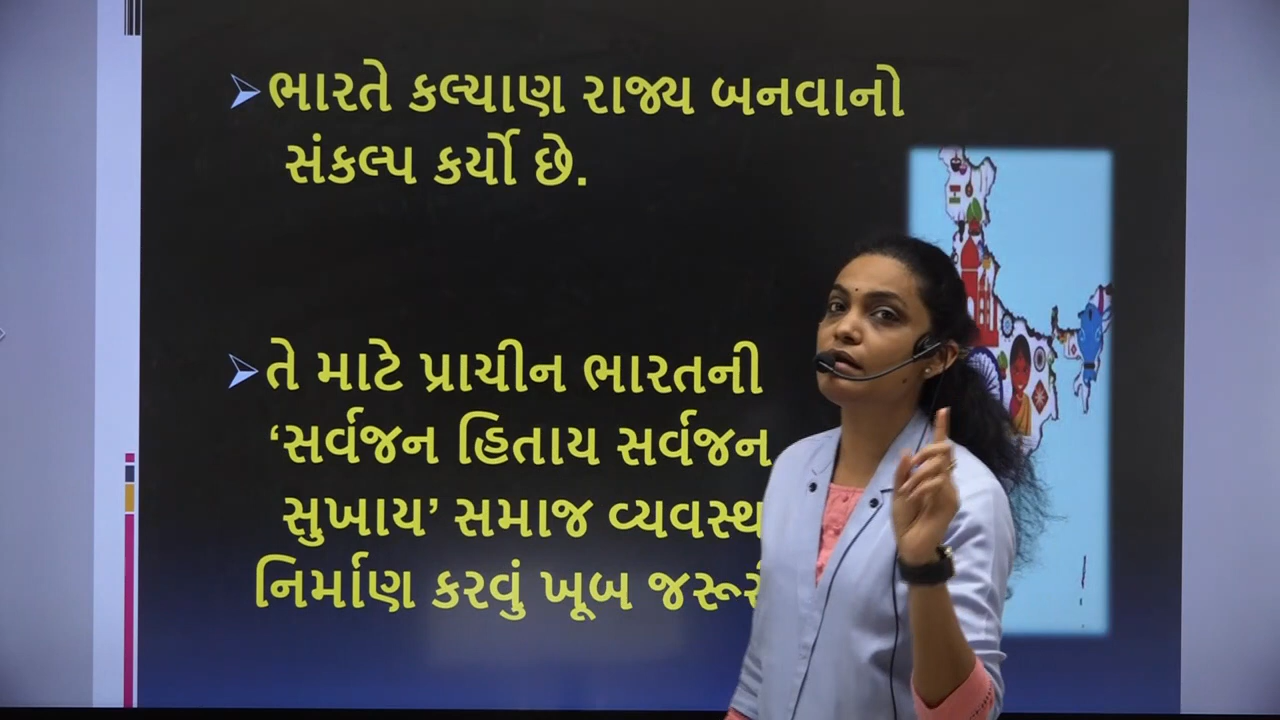 ભારતે કલ્યાણ રાજ્ય બનવાનો
સંકલ્પ કર્યો છે.
તે માટે પ્રાચીન ભારતની
‘સર્વજન હિતાય સર્વજન
સુખાય’ સમાજ
નિર્માણ કરવું ખૂબ